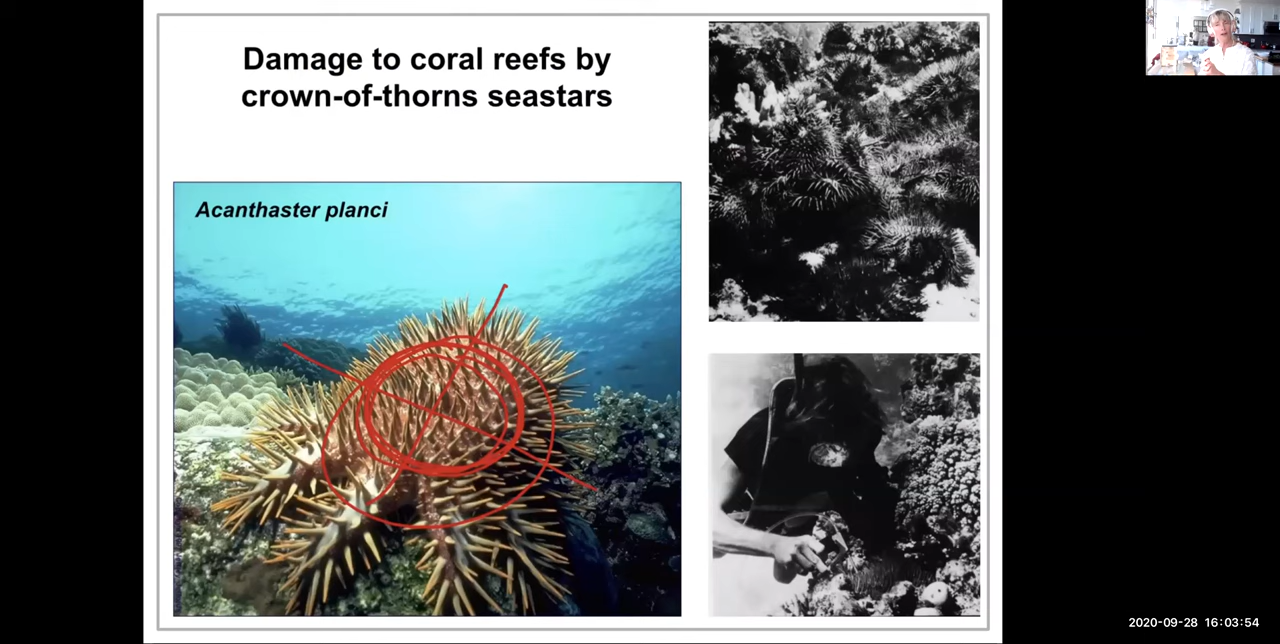 Damage to coral reefs by
crown-of-thorns seastars
Acanthaster planci
2020-09-28 16:03:54